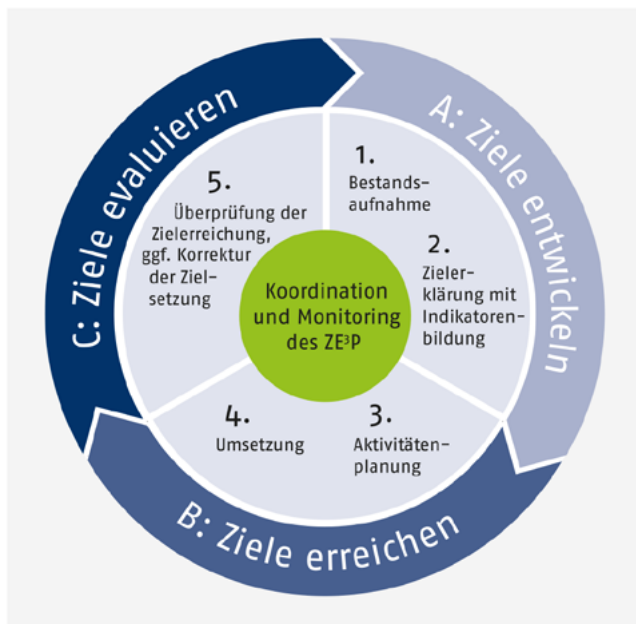 A: Ziele entwickeln
1.
Bestands-
aufnahme
2.
Zieler-
klärung mit
Indikatoren-
bildung
B: Ziele erreichen
3.
Aktivitäten-
planung
4.
Umsetzung
C: Ziele evaluieren
5.
Überprüfung der
Zielerreichung,
ggf. Korrektur
der Ziel-
setzung
Koordination
und Monitoring
des ZE³P